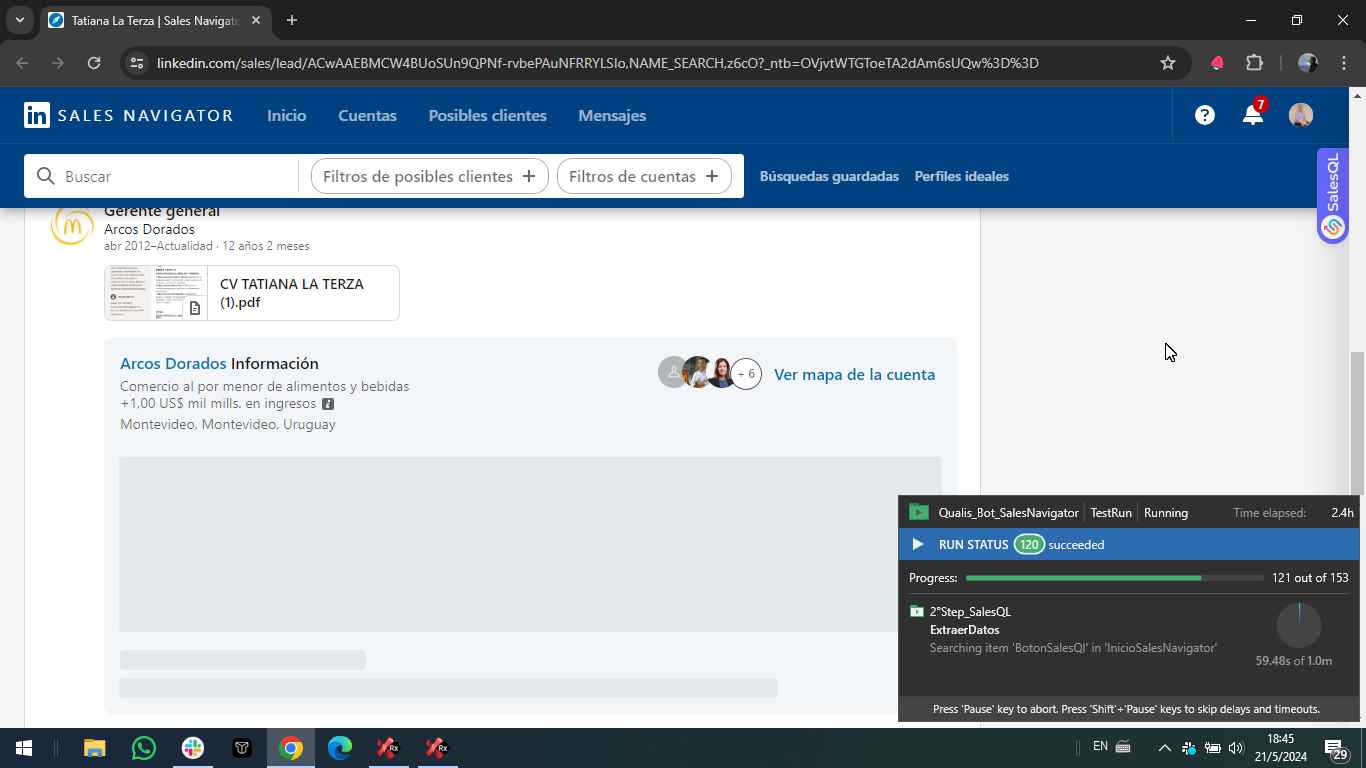 Tatiana La Terza | Sales Navigato
linkedin.com/sales/lead/ACwAAEBMCW4BUoSUn9QPNf-rvbePAuNFRRYLSIo,NAME_SEARCH,z6cO?_ntb=OVjvtWTGToeTA2dAm6sUQw%3D%3D
in SALES NAVIGATOR
Inicio
Cuentas
Posibles clientes
Mensajes
?
7
Buscar
Filtros de posibles clientes +
Filtros de cuentas +
Búsquedas guardadas
Perfiles ideales
SalesQL
Gerente general
Arcos Dorados
abr 2012–Actualidad · 12 años 2 meses
CV TATIANA LA TERZA
(1).pdf
Arcos Dorados Información
+ 6
Ver mapa de la cuenta
Comercio al por menor de alimentos y bebidas
+1,00 US$ mil mills. en ingresos i
Montevideo, Montevideo, Uruguay
Qualis_Bot_SalesNavigator
TestRun
Running
Time elapsed: 2.4h
RUN STATUS 120 succeeded
Progress: 121 out of 153
2°Step_SalesQL
ExtraerDatos
Searching item 'BotonSalesQl' in 'InicioSalesNavigator'
59.48s of 1.0m
Press 'Pause' key to abort. Press 'Shift'+'Pause' keys to skip delays and timeouts.
Rx
Rx
EN
18:45
21/5/2024
29